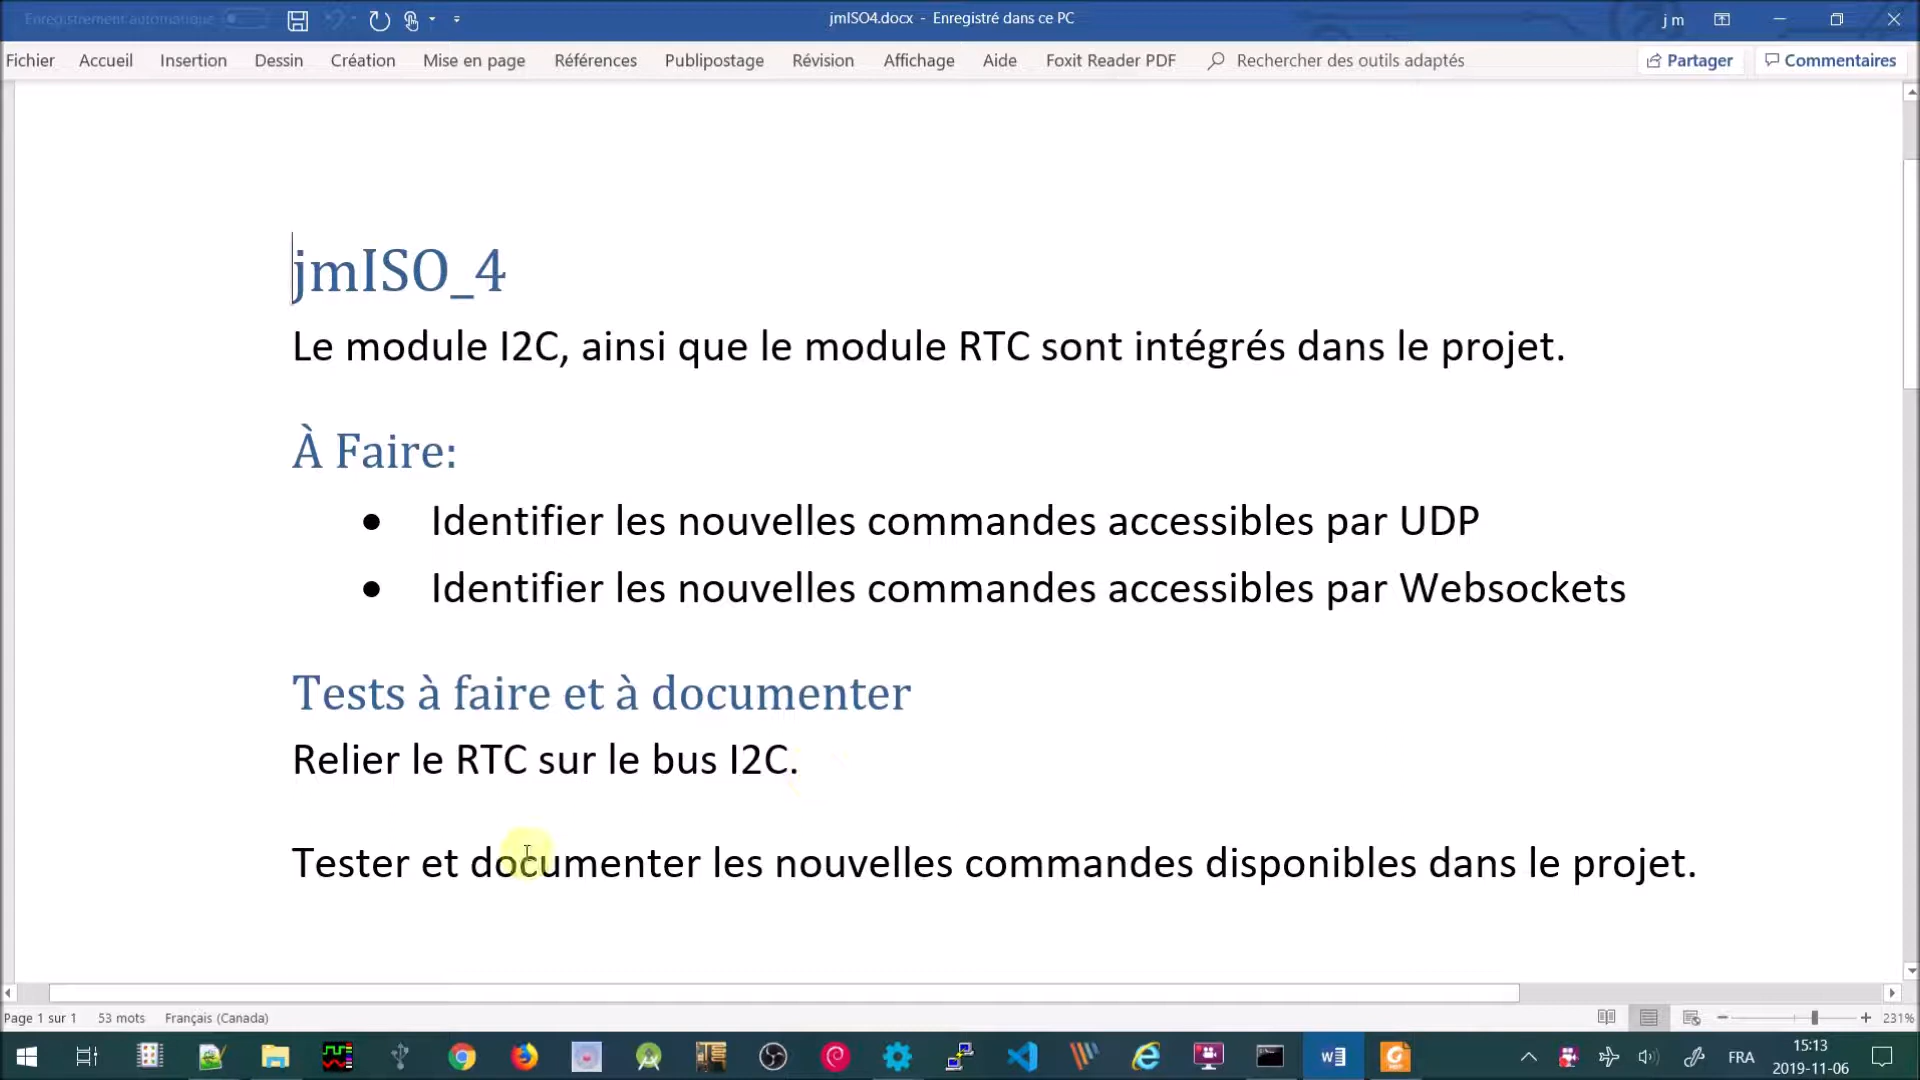 Enregistrement automatique
jmISO4.docx - Enregistré dans ce PC
j m
Fichier Accueil Insertion Dessin Création Mise en page Références Publipostage Révision Affichage Aide Foxit Reader PDF Rechercher des outils adaptés Partager Commentaires
jmISO_4
Le module I2C, ainsi que le module RTC sont intégrés dans le projet.
À Faire:
• Identifier les nouvelles commandes accessibles par UDP
• Identifier les nouvelles commandes accessibles par Websockets
Tests à faire et à documenter
Relier le RTC sur le bus I2C.
Tester et documenter les nouvelles commandes disponibles dans le projet.
Page 1 sur 1 53 mots Français (Canada) 231%
FRA
15:13
2019-11-06